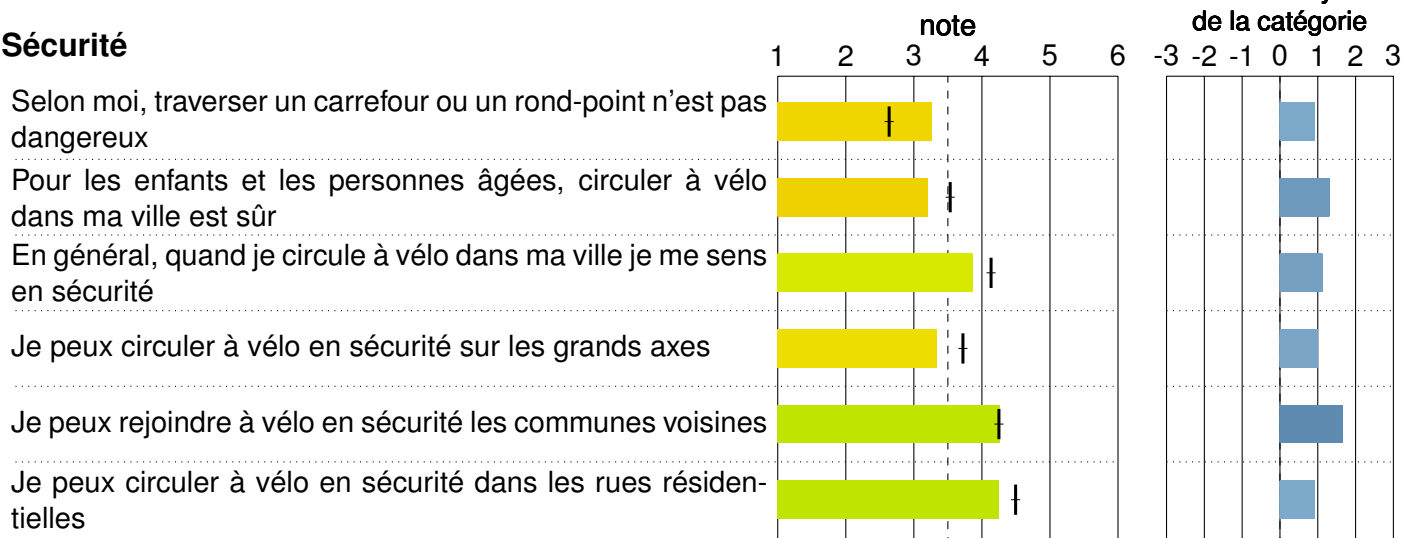 note
de la catégorie
Sécurité
1 2 3 4 5 6
-3 -2 -1 0 1 2 3
Selon moi, traverser un carrefour ou un rond-point n’est pas
dangereux
Pour les enfants et les personnes âgées, circuler à vélo
dans ma ville est sûr
En général, quand je circule à vélo dans ma ville je me sens
en sécurité
Je peux circuler à vélo en sécurité sur les grands axes
Je peux rejoindre à vélo en sécurité les communes voisines
Je peux circuler à vélo en sécurité dans les rues résiden-
tielles